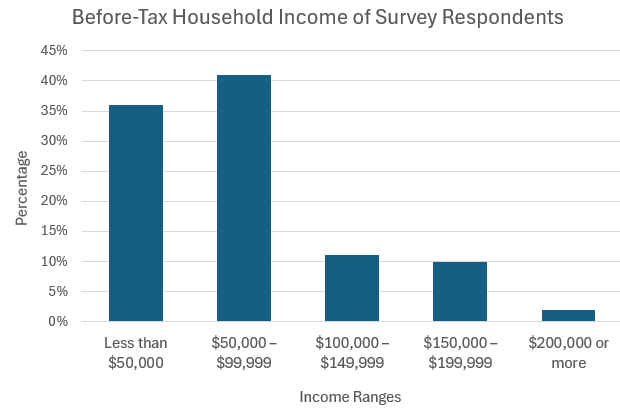 Before-Tax Household Income of Survey Respondents
45%
40%
35%
30%
25%
20%
15%
10%
5%
0%
Percentage
Less than
$50,000
$50,000 –
$99,999
$100,000 –
$149,999
$150,000 –
$199,999
$200,000 or
more
Income Ranges